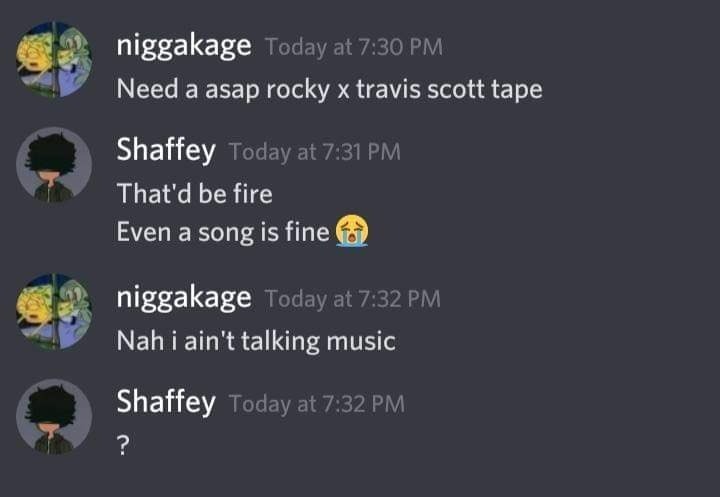 niggakage Today at 7:30 PM
Need a asap rocky x travis scott tape
Shaffey Today at 7:31 PM
That'd be fire
Even a song is fine 😭
niggakage Today at 7:32 PM
Nah i ain't talking music
Shaffey Today at 7:32 PM
?